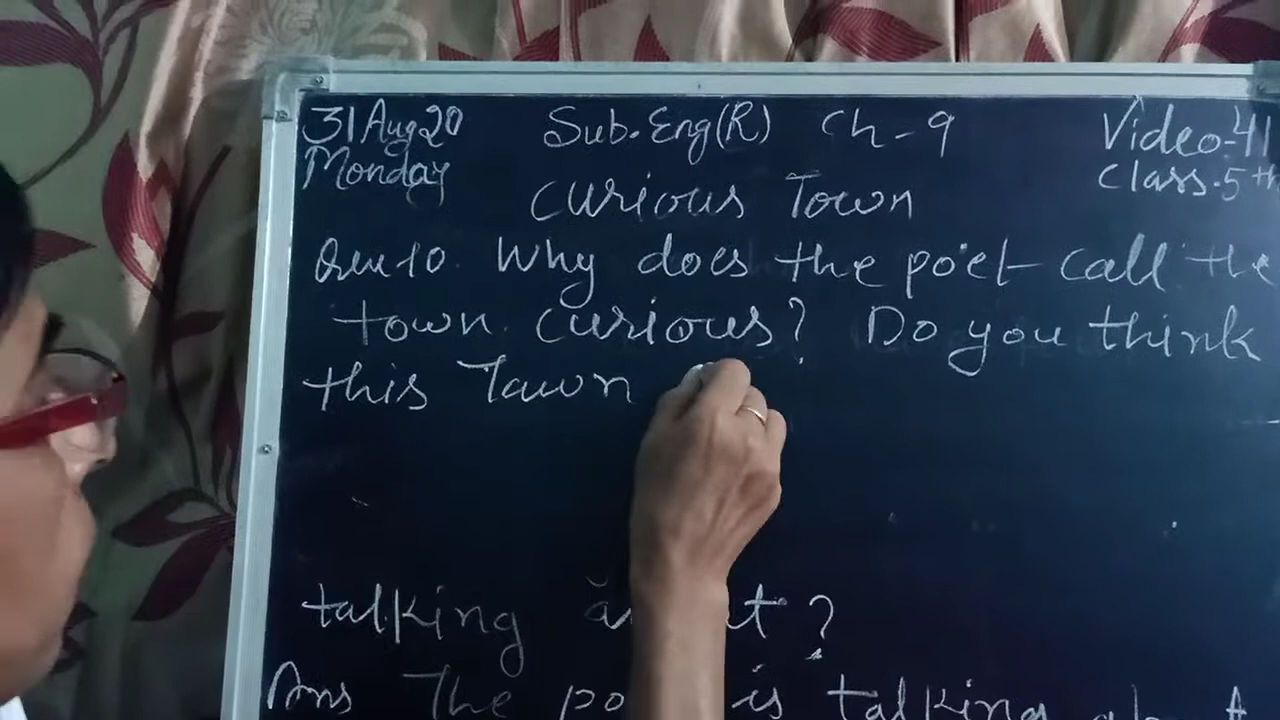 31 Aug 20 Sub. Eng (R) Ch - 9 Video-41
Monday Class. 5th
Curious Town
Que 10. Why does the poet call the
town curious? Do you think
this Town
talking ?
Ans The is talking